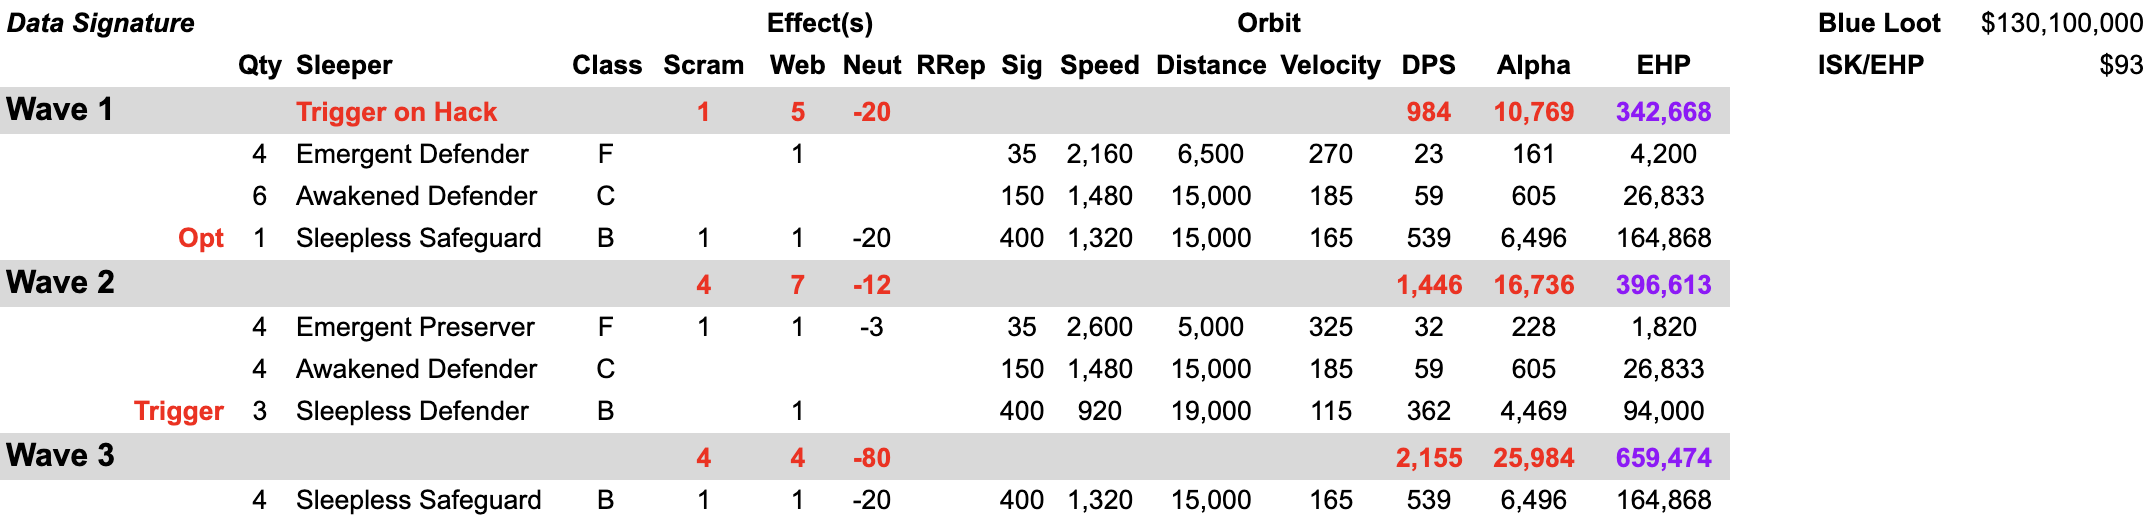 Data Signature Effect(s) Orbit Blue Loot $130,100,000
Qty Sleeper Class Scram Web Neut RRep Sig Speed Distance Velocity DPS Alpha EHP ISK/EHP $93
Wave 1 Trigger on Hack 1 5 -20 984 10,769 342,668
4 Emergent Defender F 1 35 2,160 6,500 270 23 161 4,200
6 Awakened Defender C 150 1,480 15,000 185 59 605 26,833
Opt 1 Sleepless Safeguard B 1 1 -20 400 1,320 15,000 165 539 6,496 164,868
Wave 2 4 7 -12 1,446 16,736 396,613
4 Emergent Preserver F 1 1 -3 35 2,600 5,000 325 32 228 1,820
4 Awakened Defender C 150 1,480 15,000 185 59 605 26,833
Trigger 3 Sleepless Defender B 1 400 920 19,000 115 362 4,469 94,000
Wave 3 4 4 -80 2,155 25,984 659,474
4 Sleepless Safeguard B 1 1 -20 400 1,320 15,000 165 539 6,496 164,868